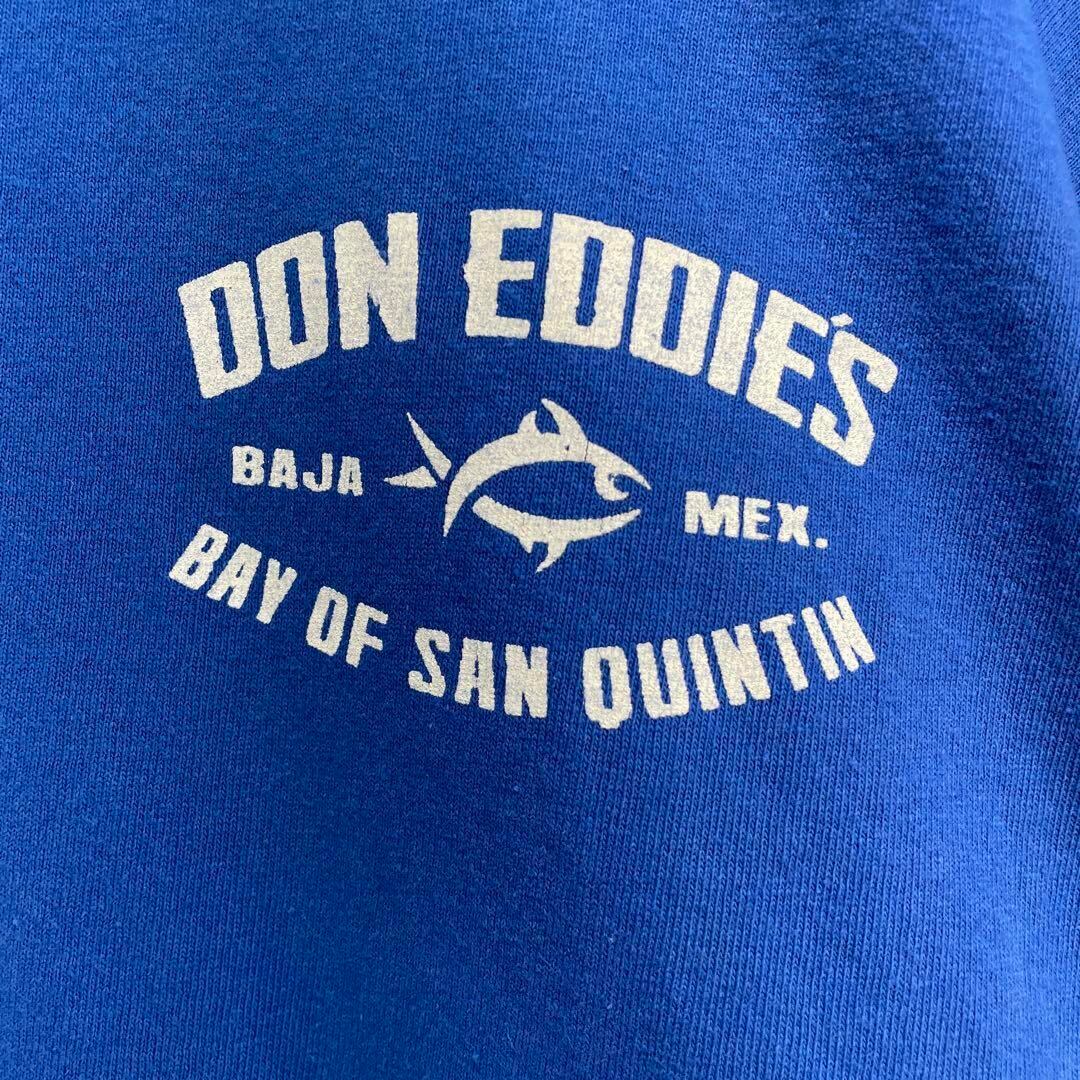 DON EDDIE'S
BAJA MEX.
BAY OF SAN QUINTIN